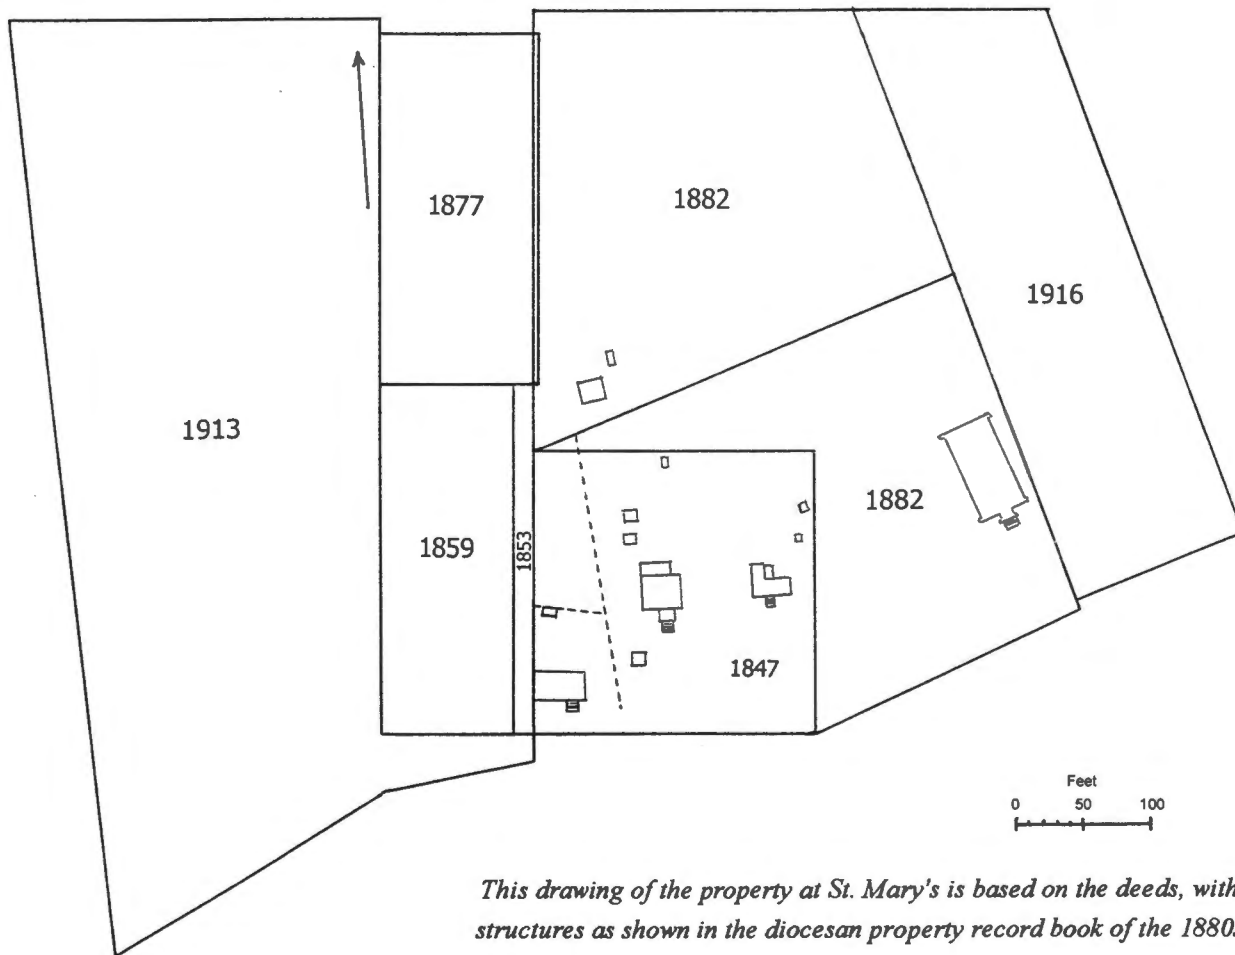 1877
1882
1916
1913
1859
1853
1882
1847
Feet
0 50 100
This drawing of the property at St. Mary's is based on the deeds, with
structures as shown in the diocesan property record book of the 1880s